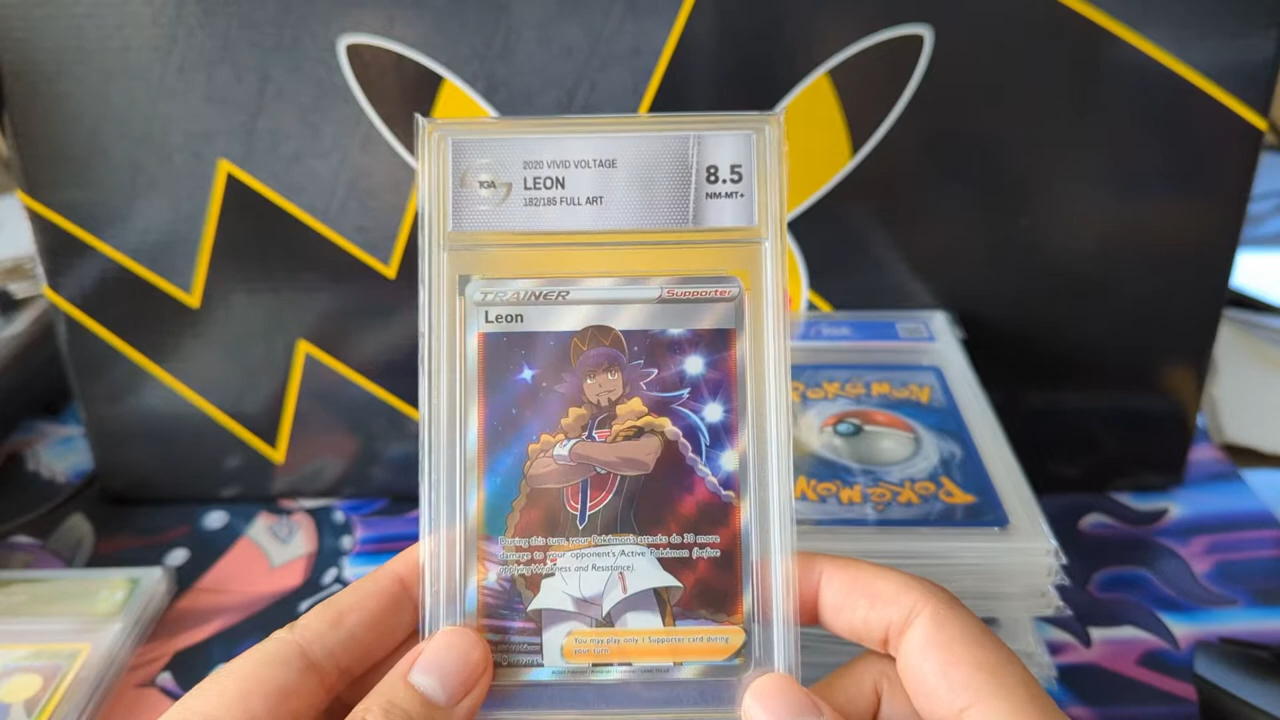 TGA
2020 VIVID VOLTAGE
LEON
182/185 FULL ART
8.5
NM-MT+
TRAINER
Supporter
Leon
During this turn, your Pokémon's attacks do 30 more
damage to your opponent's Active Pokémon (before
applying Weakness and Resistance).
You may play only 1 Supporter card during
your turn.
POKéMON
POKéMON